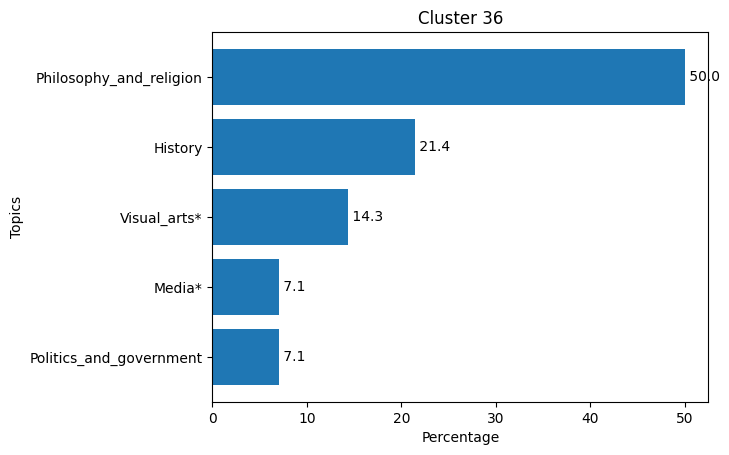 Cluster 36
Philosophy_and_religion
50.0
History
21.4
Visual_arts*
14.3
Media*
7.1
Politics_and_government
7.1
Topics
0 10 20 30 40 50
Percentage